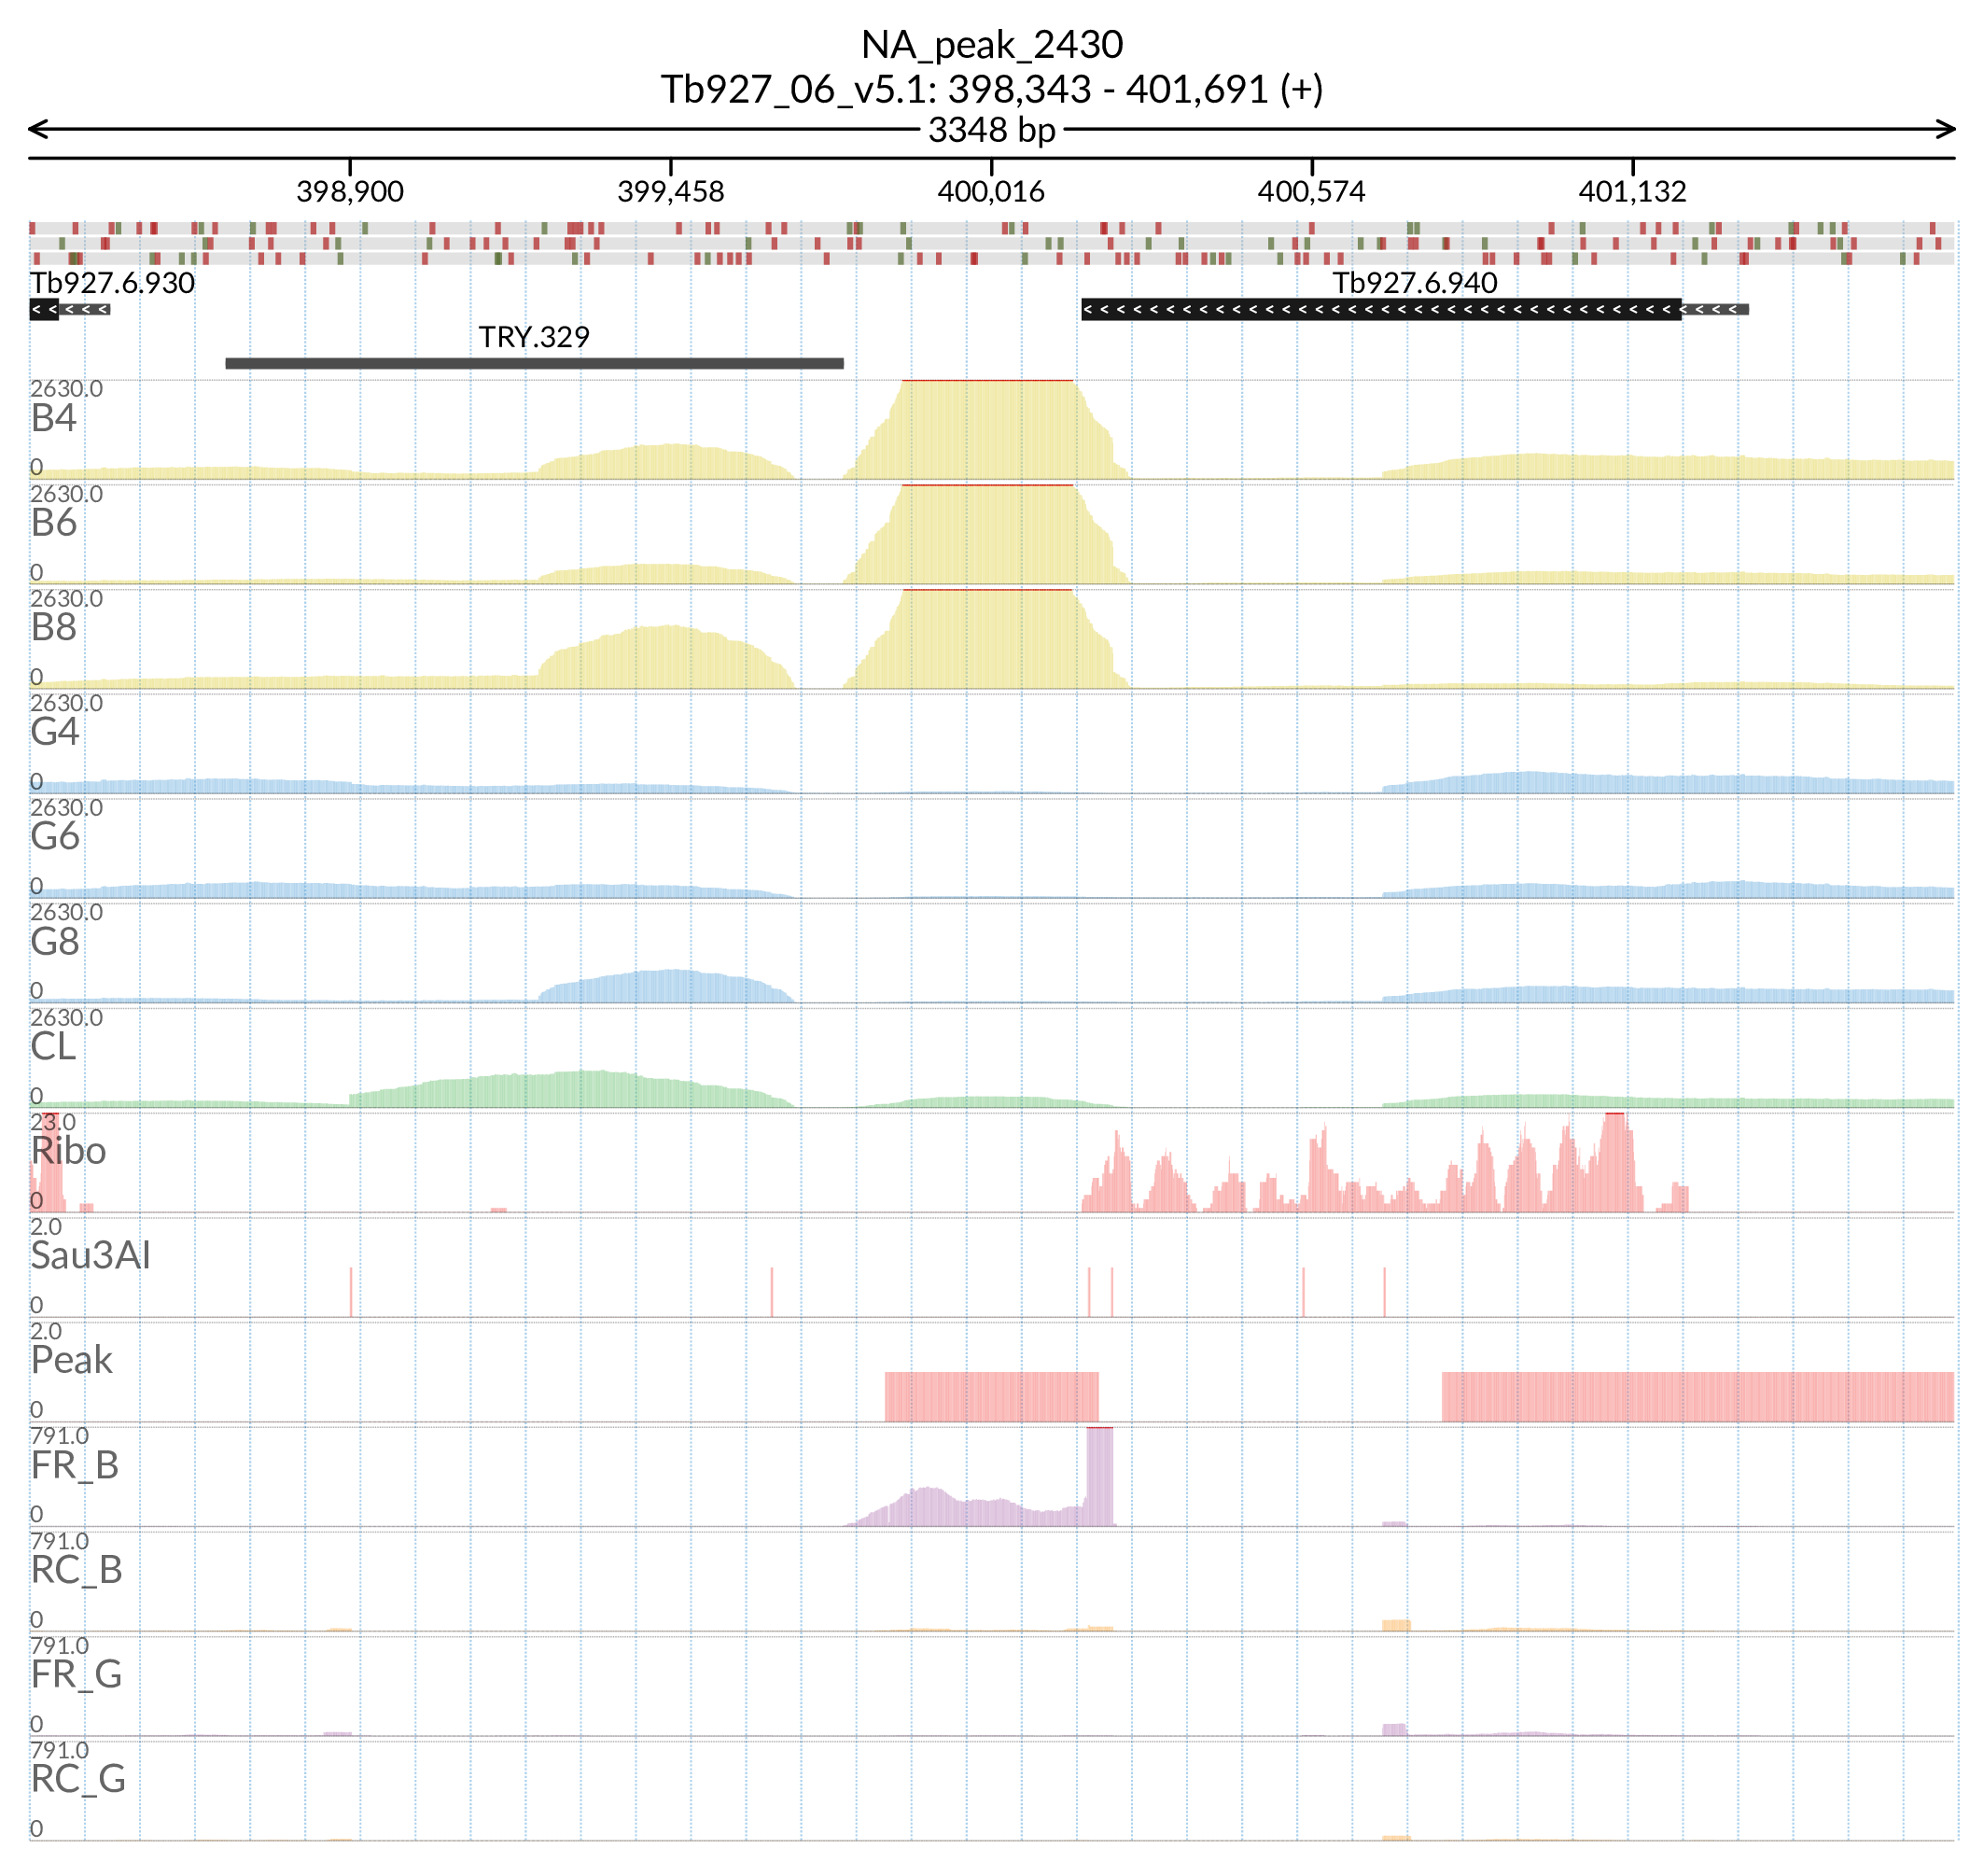 NA_peak_2430
Tb927_06_v5.1: 398,343 - 401,691 (+)
3348 bp
398,900 399,458 400,016 400,574 401,132
Tb927.6.930 Tb927.6.940
TRY.329
2630.0
B4
0
2630.0
B6
0
2630.0
B8
0
2630.0
G4
0
2630.0
G6
0
2630.0
G8
0
2630.0
CL
0
23.0
Ribo
0
2.0
Sau3AI
0
2.0
Peak
0
791.0
FR_B
0
791.0
RC_B
0
791.0
FR_G
0
791.0
RC_G
0